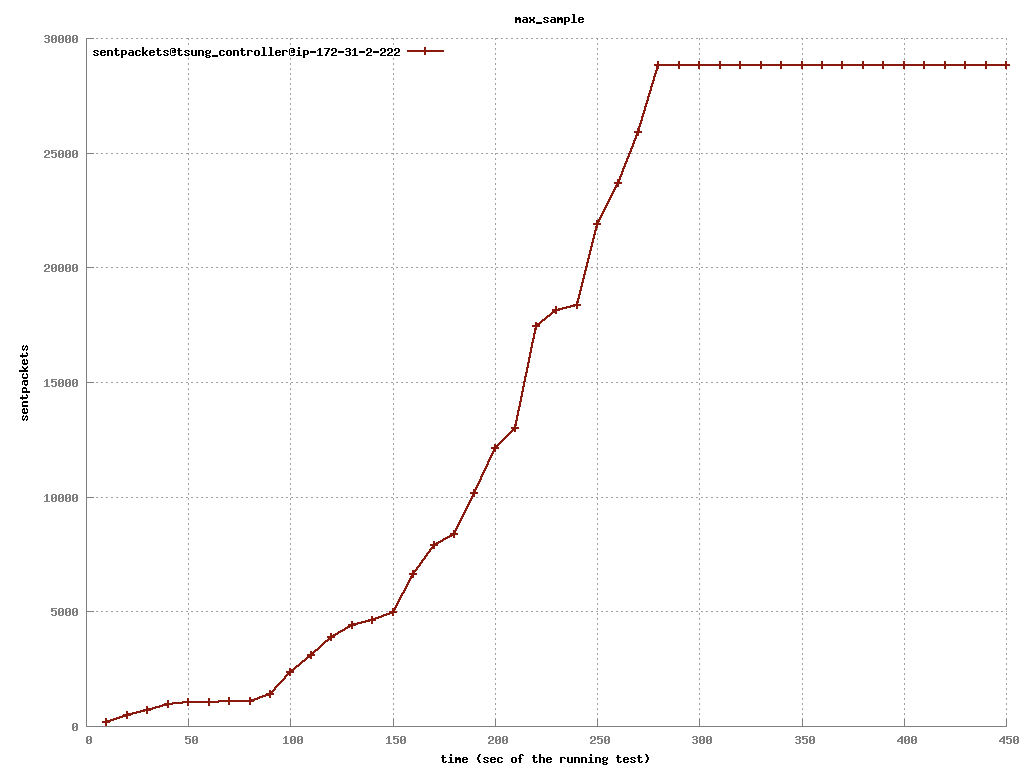 max_sample
30000
sentpackets@tsung_controller@ip-172-31-2-222
25000
20000
sentpackets
15000
10000
5000
0
0 50 100 150 200 250 300 350 400 450
time (sec of the running test)